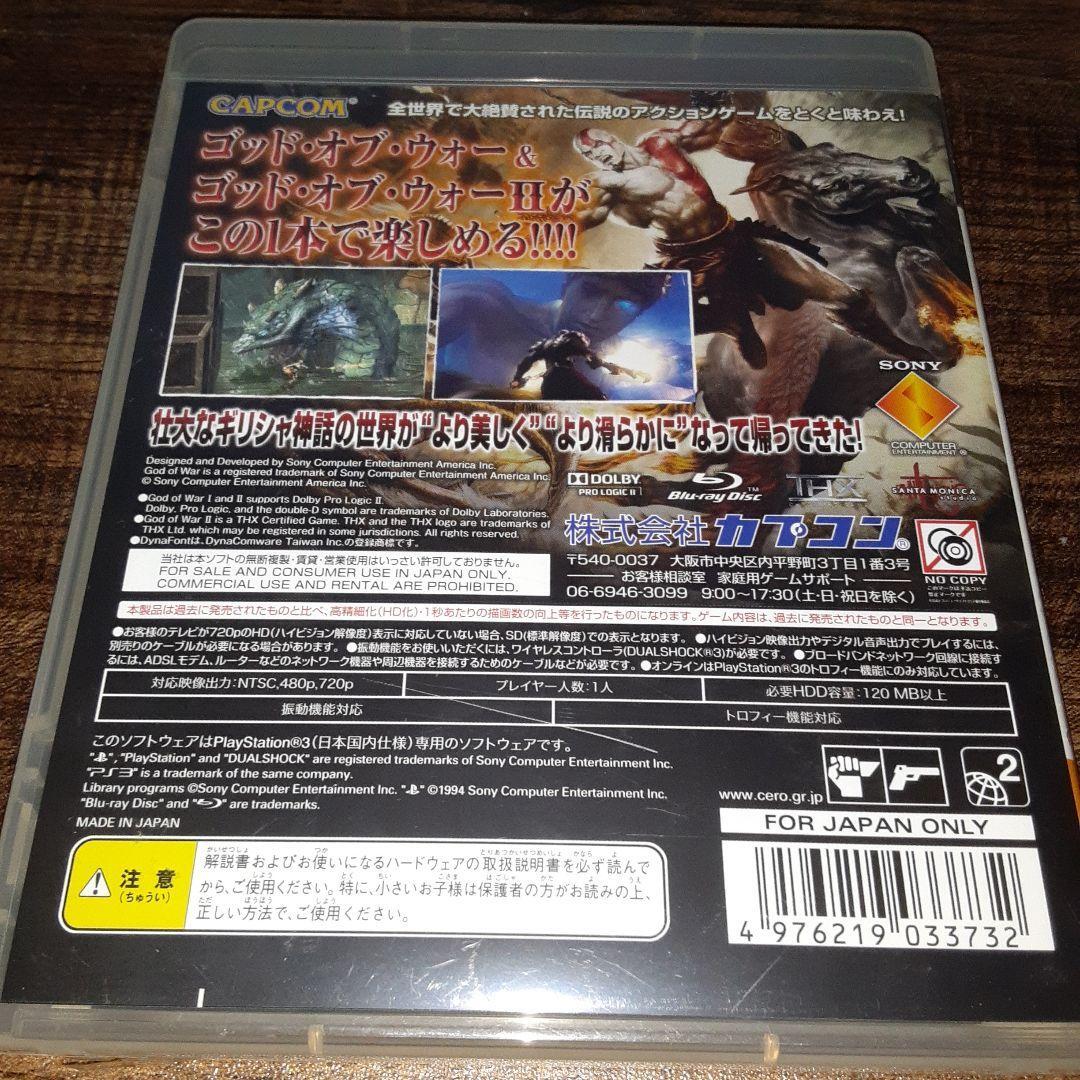 CAPCOM®
全世界で大絶賛された伝説のアクションゲームをとくと味わえ!
ゴッド・オブ・ウォー&
ゴッド・オブ・ウォーIIが
この1本で楽しめる!!!!
壮大なギリシャ神話の世界が“より美しく”“より滑らかに”なって帰ってきた!
SONY
COMPUTER
ENTERTAINMENT®
Designed and Developed by Sony Computer Entertainment America Inc.
God of War is a registered trademark of Sony Computer Entertainment America Inc.
© Sony Computer Entertainment America Inc.
●God of War I and II supports Dolby Pro Logic II.
Dolby, Pro Logic, and the double-D symbol are trademarks of Dolby Laboratories.
●God of War II is a THX Certified Game. THX and the THX logo are trademarks of
THX Ltd. which may be registered in some jurisdictions. All rights reserved.
●DynaFontは、DynaComware Taiwan Inc.の登録商標です。
DOLBY
PRO LOGIC II
Blu-ray Disc™
THX
SANTA MONICA
studio
株式会社カプコン®
〒540-0037 大阪市中央区内平野町3丁目1番3号
お客様相談室 家庭用ゲームサポート
06-6946-3099 9:00~17:30(土・日・祝日を除く)
NO COPY
当社は本ソフトの無断複製・賃貸・営業使用はいっさい許可しておりません。
FOR SALE AND CONSUMER USE IN JAPAN ONLY.
COMMERCIAL USE AND RENTAL ARE PROHIBITED.
本製品は過去に発売されたものと比べ、高精細化(HD化)・1秒あたりの描画数の向上等を行ったものになります。ゲーム内容は、過去に発売されたものと同一となります。
●お客様のテレビが720pのHD(ハイビジョン解像度)表示に対応していない場合、SD(標準解像度)での表示となります。 ●ハイビジョン映像出力やデジタル音声出力でプレイするには、
別売りのケーブルが必要になる場合があります。 ●振動機能をお使いいただくには、ワイヤレスコントローラ(DUALSHOCK®3)が必要です。 ●ブロードバンドネットワーク回線に接続す
るには、ADSLモデム、ルーターなどのネットワーク機器や周辺機器を接続するためのケーブルなどが必要です。 ●オンラインはPlayStation®3のトロフィー機能にのみ対応しています。
対応映像出力:NTSC,480p,720p
プレイヤー人数:1人
必要HDD容量:120 MB以上
振動機能対応
トロフィー機能対応
このソフトウェアはPlayStation®3(日本国内仕様)専用のソフトウェアです。
"", "PlayStation" and "DUALSHOCK" are registered trademarks of Sony Computer Entertainment Inc.
"PS3" is a trademark of the same company.
Library programs ©Sony Computer Entertainment Inc. "" ©1994 Sony Computer Entertainment Inc.
"Blu-ray Disc" and "" are trademarks.
MADE IN JAPAN
www.cero.gr.jp
2
FOR JAPAN ONLY
注意
(ちゅうい)
解説書およびお使いになるハードウェアの取扱説明書を必ず読んで
から、ご使用ください。特に、小さいお子様は保護者の方がお読みの上、
正しい方法で、ご使用ください。
4 976219 033732